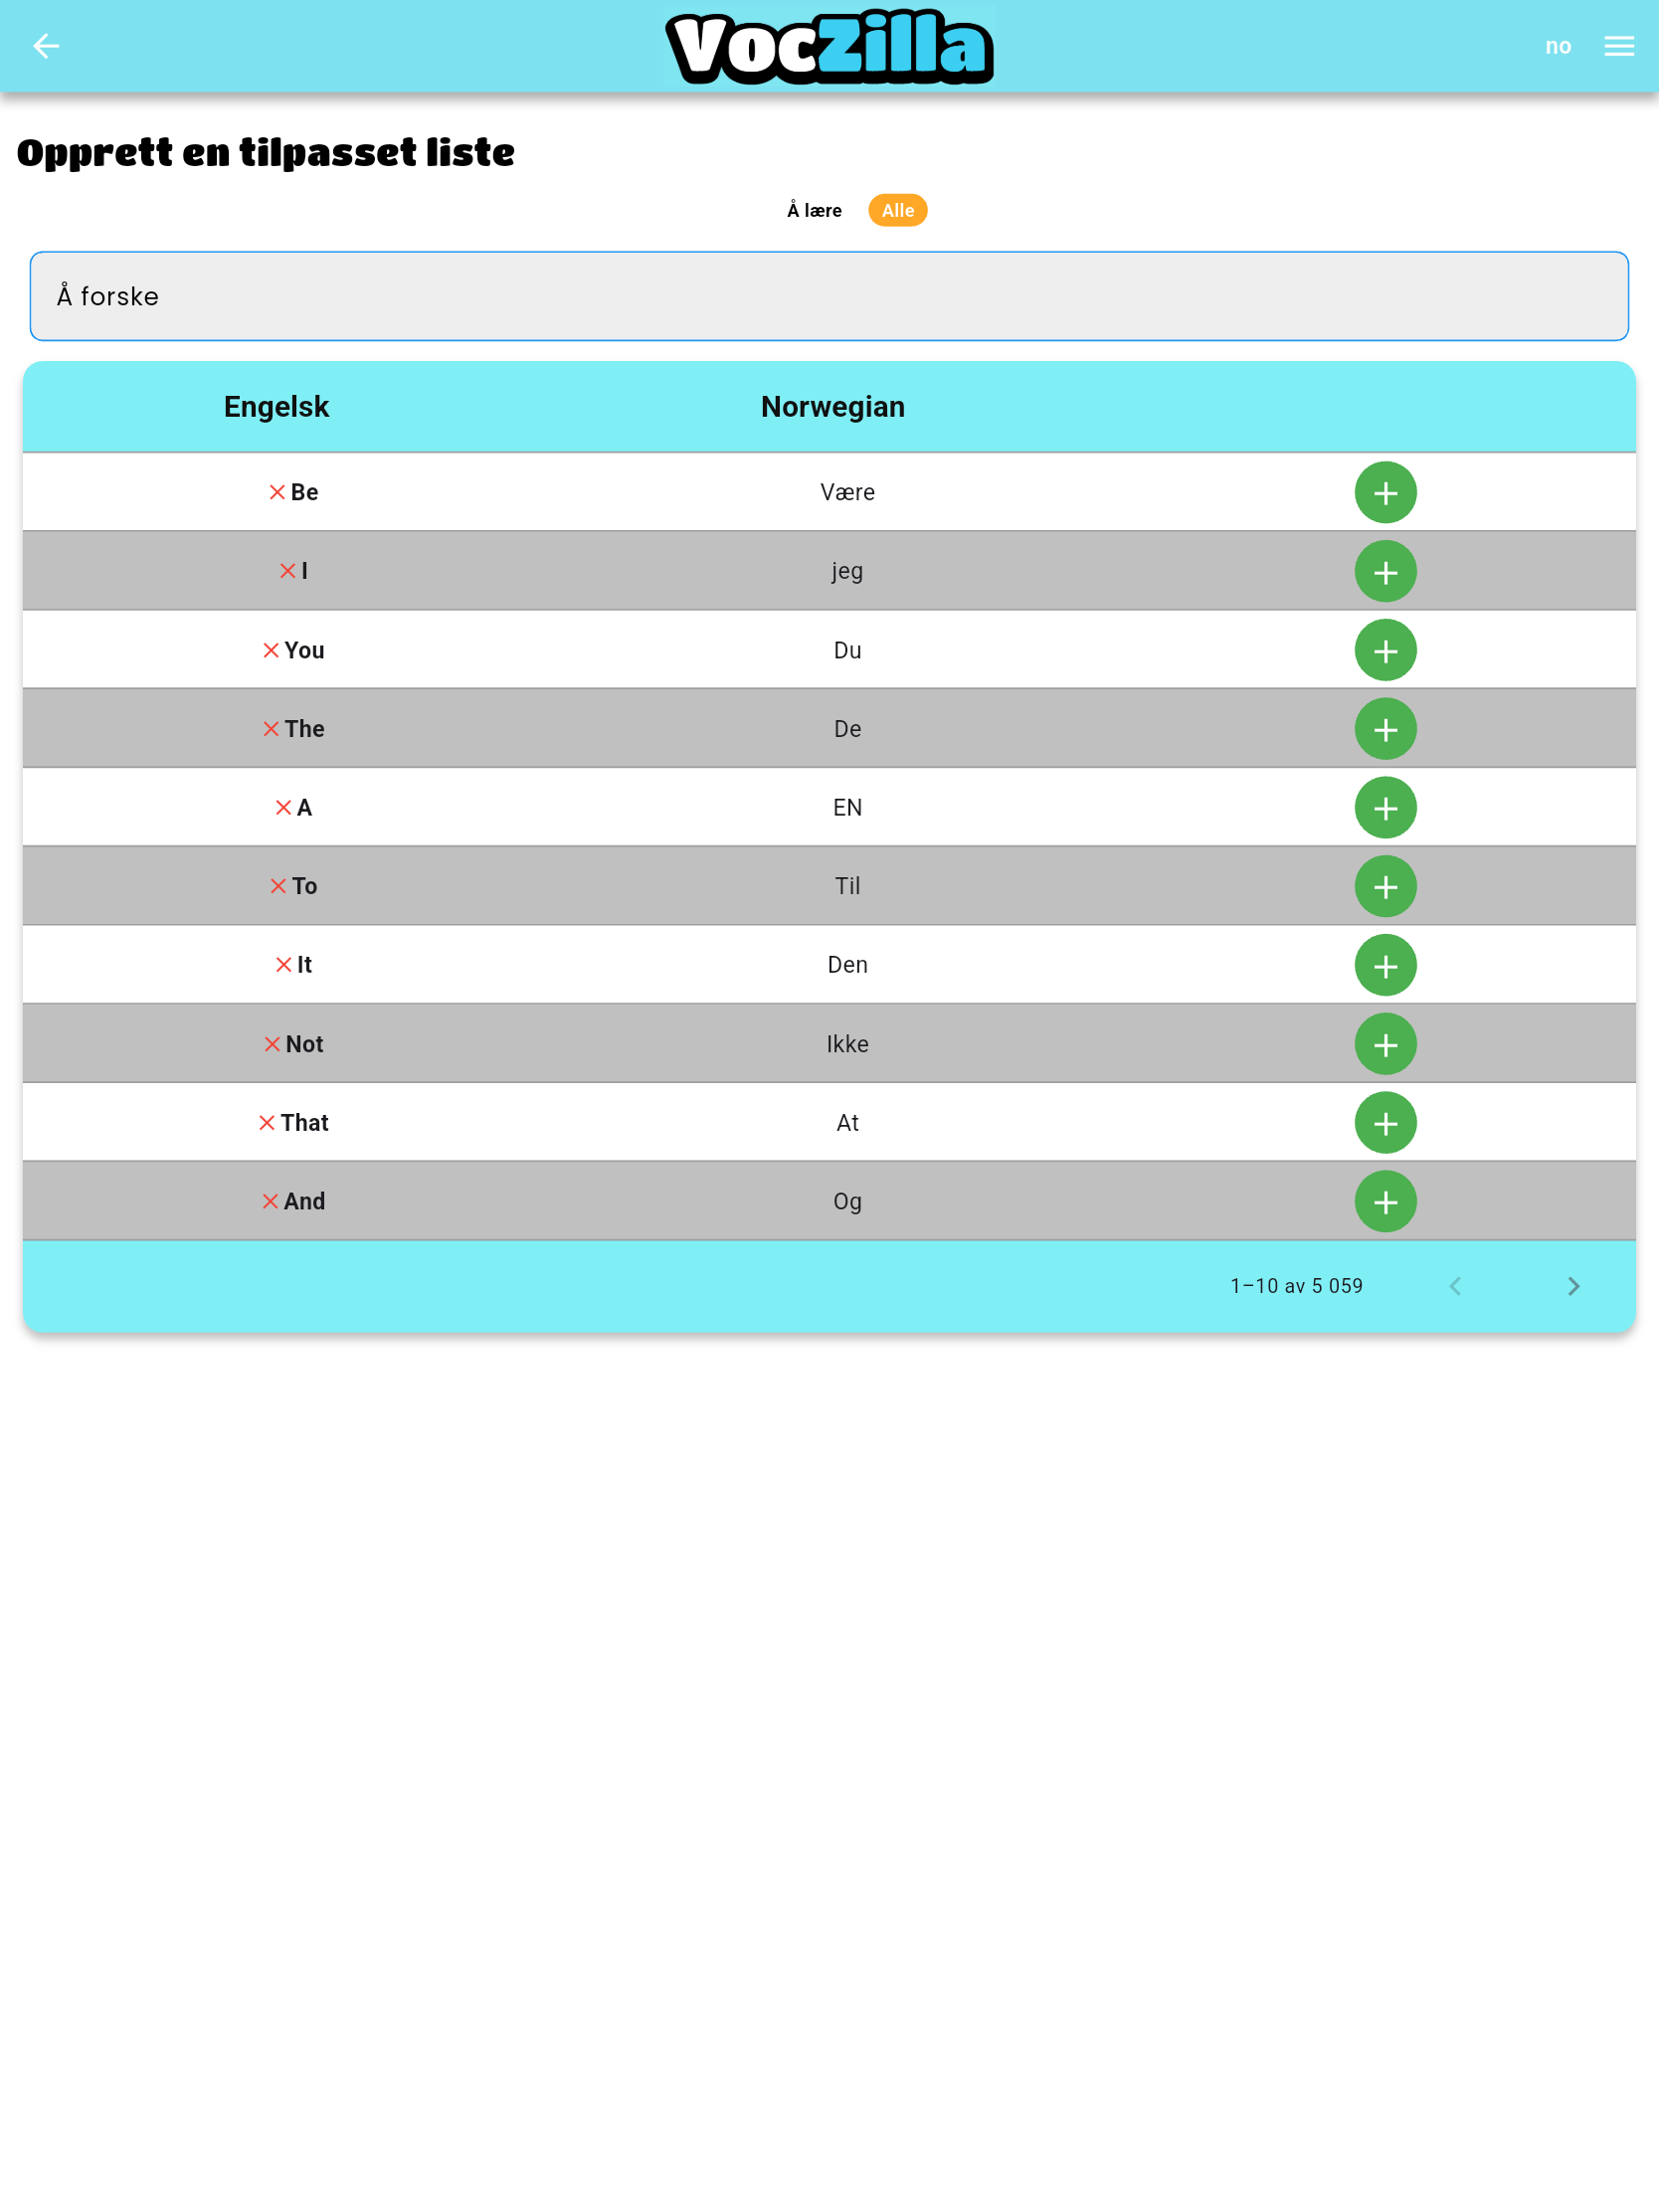 VocZilla
no
Opprett en tilpasset liste
Å lære Alle
Å forske
Engelsk Norwegian
Be Være
I jeg
You Du
The De
A EN
To Til
It Den
Not Ikke
That At
And Og
1–10 av 5 059